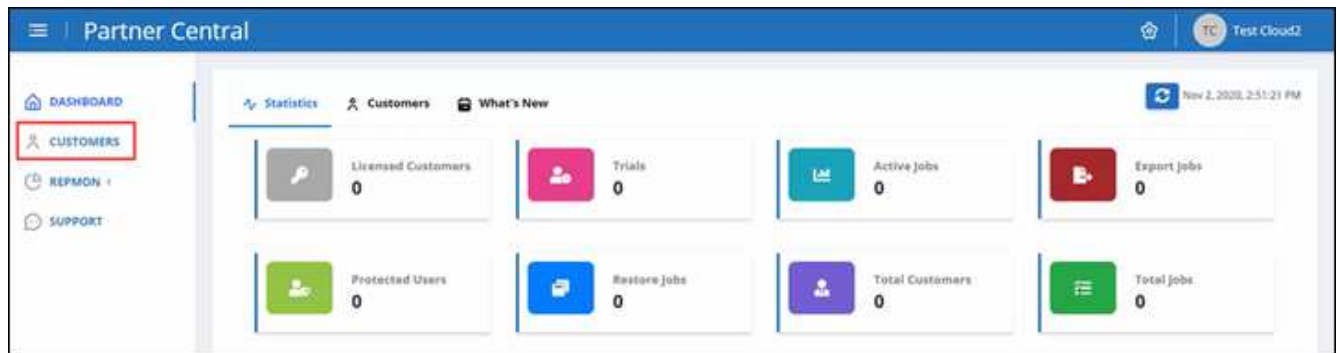 Partner Central
TC Test Cloud2
DASHBOARD
CUSTOMERS
REPMON
SUPPORT
Statistics Customers What's New
Nov 2, 2020, 2:51:21 PM
Licensed Customers
0
Trials
0
Active Jobs
0
Export Jobs
0
Protected Users
0
Restore Jobs
0
Total Customers
0
Total Jobs
0